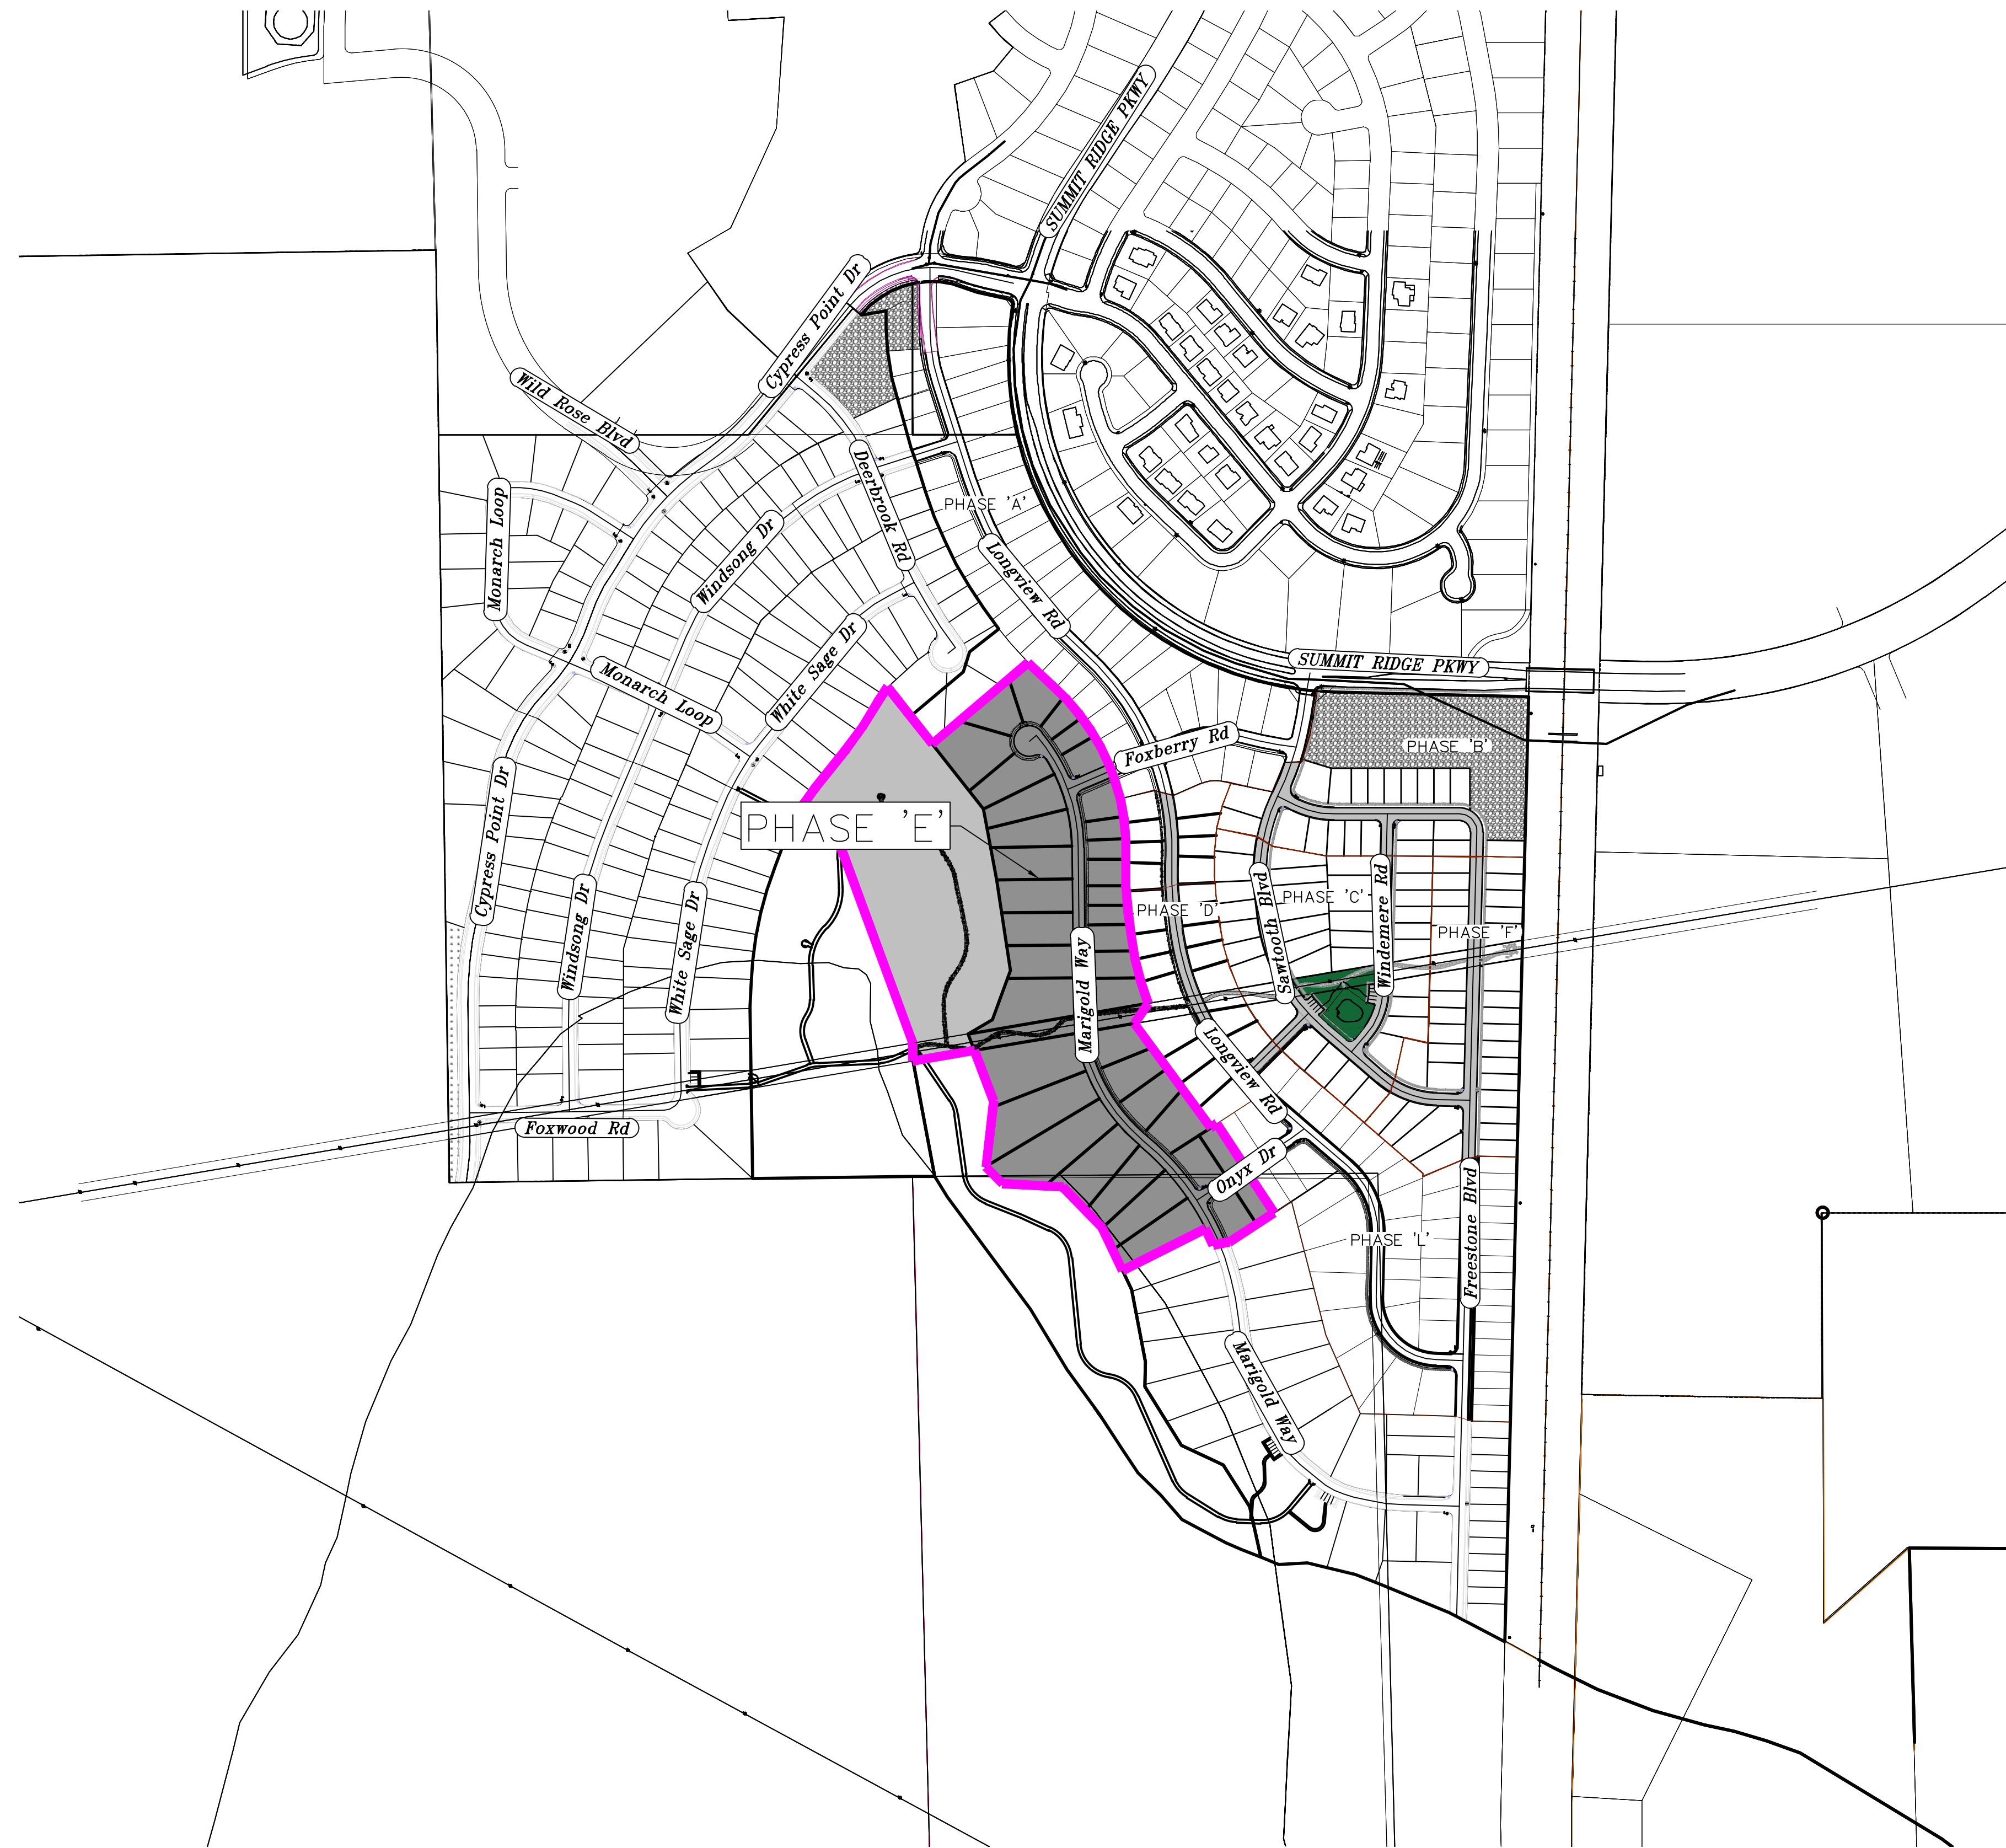 SUMMIT RIDGE PKWY
Cypress Point Dr
Wild Rose Blvd
Deerbrook Rd
Monarch Loop
PHASE 'A'
Windsong Dr
Longview Rd
White Sage Dr
SUMMIT RIDGE PKWY
Monarch Loop
Foxberry Rd
PHASE 'B'
Cypress Point Dr
PHASE 'E'
Sawtooth Blvd
PHASE 'C'
Windemere Rd
PHASE 'D'
PHASE 'F'
Windsong Dr
White Sage Dr
Marigold Way
Longview Rd
Foxwood Rd
Onyx Dr
Freestone Blvd
PHASE 'L'
Marigold Way